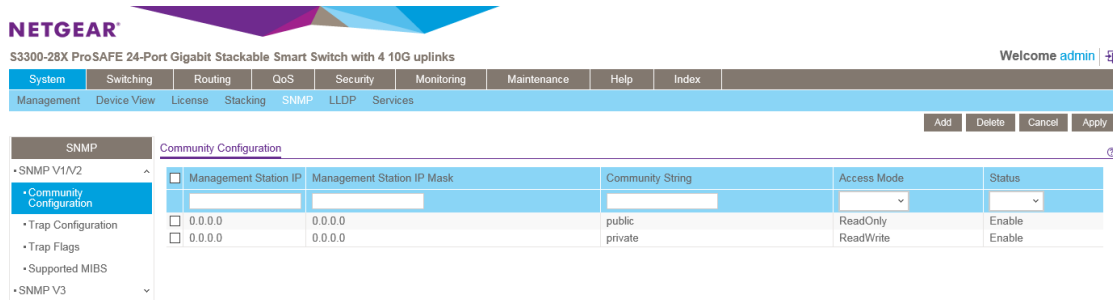 NETGEAR®
S3300-28X ProSAFE 24-Port Gigabit Stackable Smart Switch with 4 10G uplinks
Welcome admin
System Switching Routing QoS Security Monitoring Maintenance Help Index
Management Device View License Stacking SNMP LLDP Services
Add Delete Cancel Apply
SNMP
Community Configuration
SNMP V1/V2
Community
Configuration
Trap Configuration
Trap Flags
Supported MIBS
SNMP V3
Management Station IP Management Station IP Mask Community String Access Mode Status
0.0.0.0 0.0.0.0 public ReadOnly Enable
0.0.0.0 0.0.0.0 private ReadWrite Enable